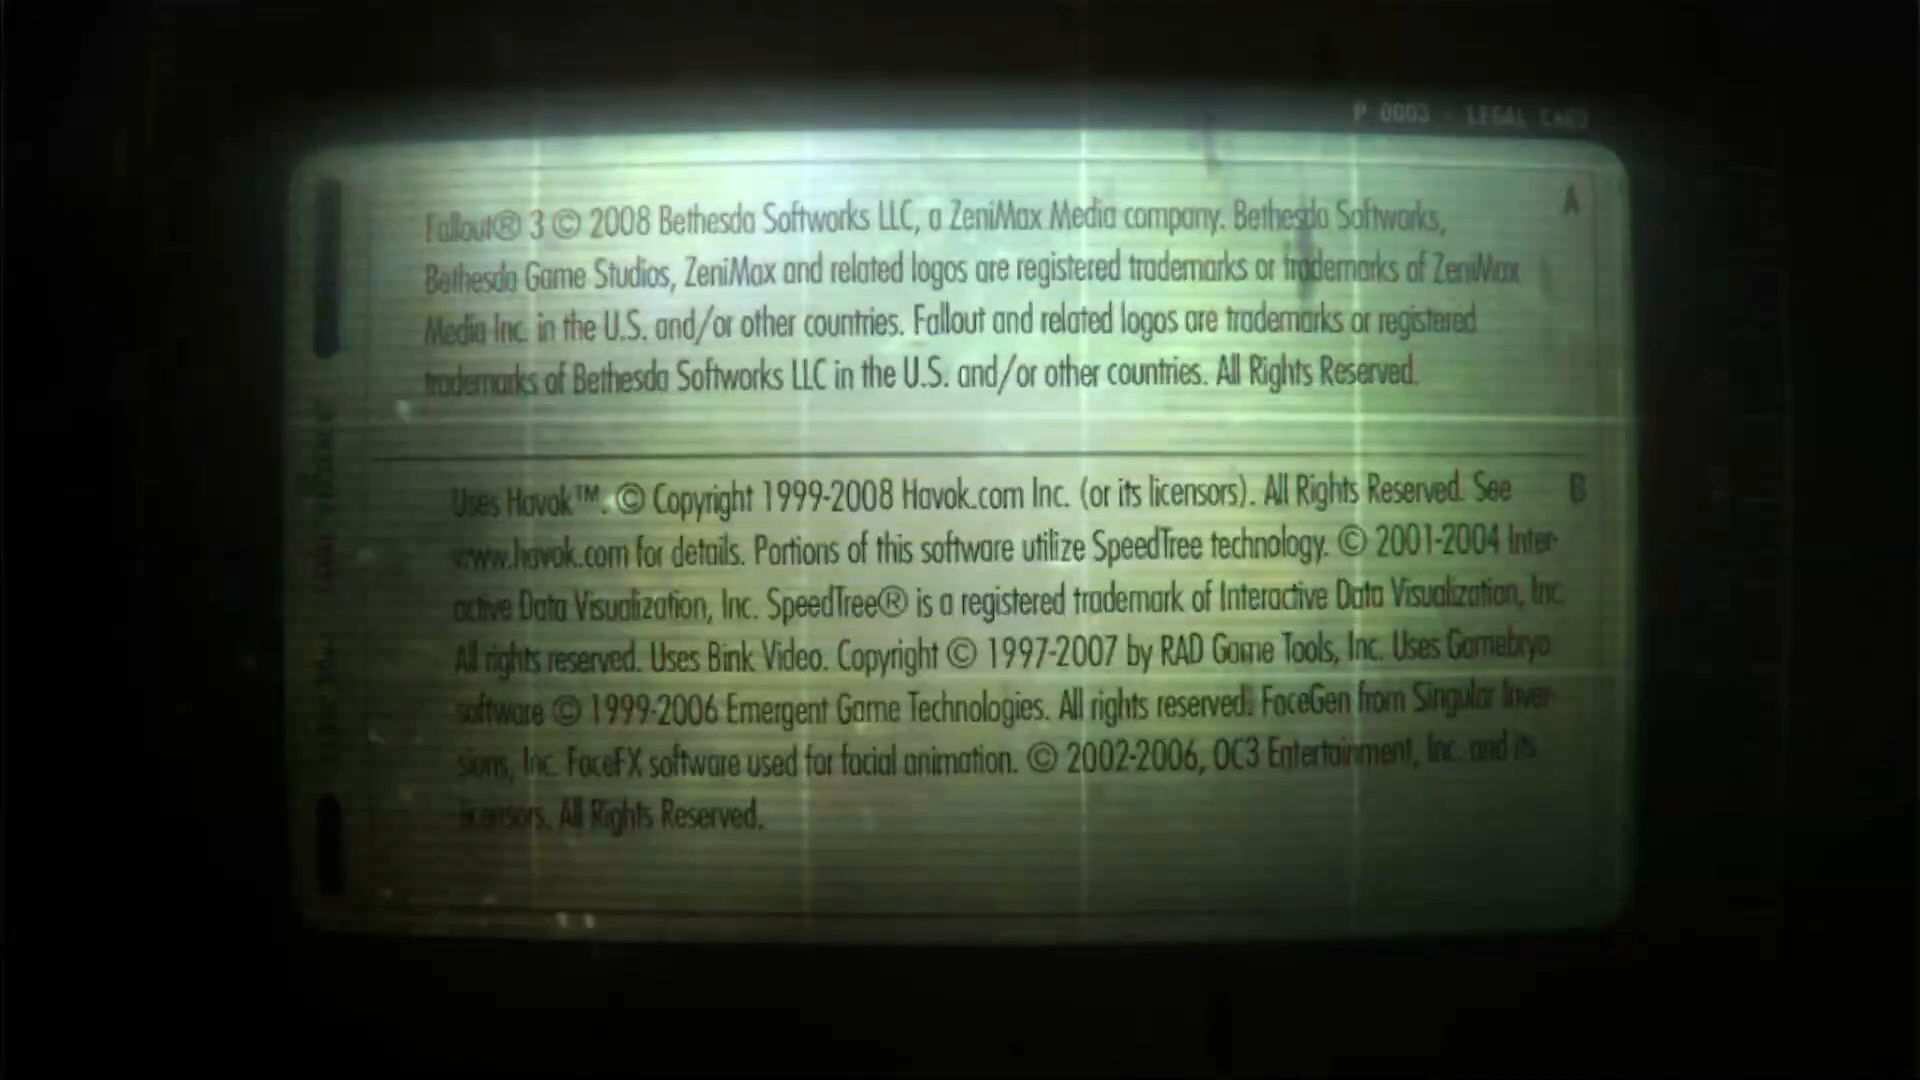 P 0003 - LEGAL CARD
A
Fallout® 3 © 2008 Bethesda Softworks LLC, a ZeniMax Media company. Bethesda Softworks,
Bethesda Game Studios, ZeniMax and related logos are registered trademarks or trademarks of ZeniMax
Media Inc. in the U.S. and/or other countries. Fallout and related logos are trademarks or registered
trademarks of Bethesda Softworks LLC in the U.S. and/or other countries. All Rights Reserved.
B
Uses Havok™. © Copyright 1999-2008 Havok.com Inc. (or its licensors). All Rights Reserved. See
www.havok.com for details. Portions of this software utilize SpeedTree technology. © 2001-2004 Inter-
active Data Visualization, Inc. SpeedTree® is a registered trademark of Interactive Data Visualization, Inc.
All rights reserved. Uses Bink Video. Copyright © 1997-2007 by RAD Game Tools, Inc. Uses Gamebryo
software © 1999-2006 Emergent Game Technologies. All rights reserved. FaceGen from Singular Inver-
sions, Inc. FaceFX software used for facial animation. © 2002-2006, OC3 Entertainment, Inc. and its
licensors. All Rights Reserved.